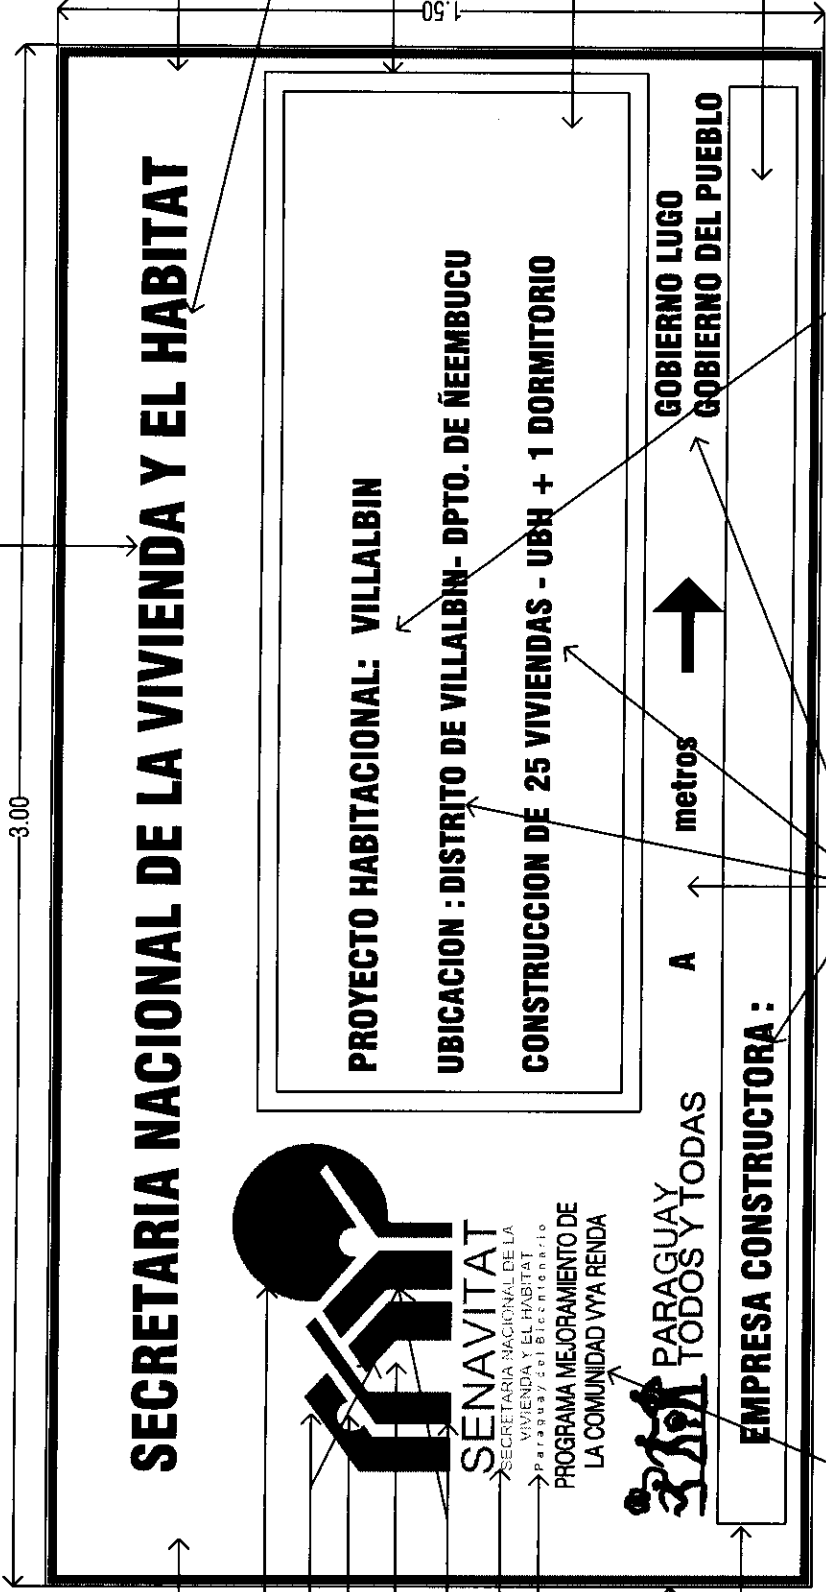 1.50
3.00
SECRETARIA NACIONAL DE LA VIVIENDA Y EL HABITAT
PROYECTO HABITACIONAL: VILLALBIN
UBICACION : DISTRITO DE VILLALBIN- DPTO. DE ÑEEMBUCU
CONSTRUCCION DE 25 VIVIENDAS - UBH + 1 DORMITORIO
SENAVITAT
SECRETARIA NACIONAL DE LA
VIVIENDA Y EL HABITAT
Paraguay del Bicentenario
PROGRAMA MEJORAMIENTO DE
LA COMUNIDAD VY'A RENDA
PARAGUAY
TODOS Y TODAS
A metros
GOBIERNO LUGO
GOBIERNO DEL PUEBLO
EMPRESA CONSTRUCTORA :